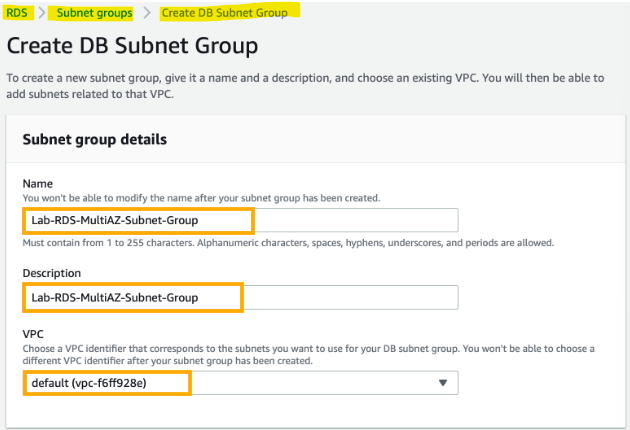 RDS > Subnet groups > Create DB Subnet Group
Create DB Subnet Group
To create a new subnet group, give it a name and a description, and choose an existing VPC. You will then be able to
add subnets related to that VPC.
Subnet group details
Name
You won't be able to modify the name after your subnet group has been created.
Lab-RDS-MultiAZ-Subnet-Group
Must contain from 1 to 255 characters. Alphanumeric characters, spaces, hyphens, underscores, and periods are allowed.
Description
Lab-RDS-MultiAZ-Subnet-Group
VPC
Choose a VPC identifier that corresponds to the subnets you want to use for your DB subnet group. You won't be able to choose a
different VPC identifier after your subnet group has been created.
default (vpc-f6ff928e)